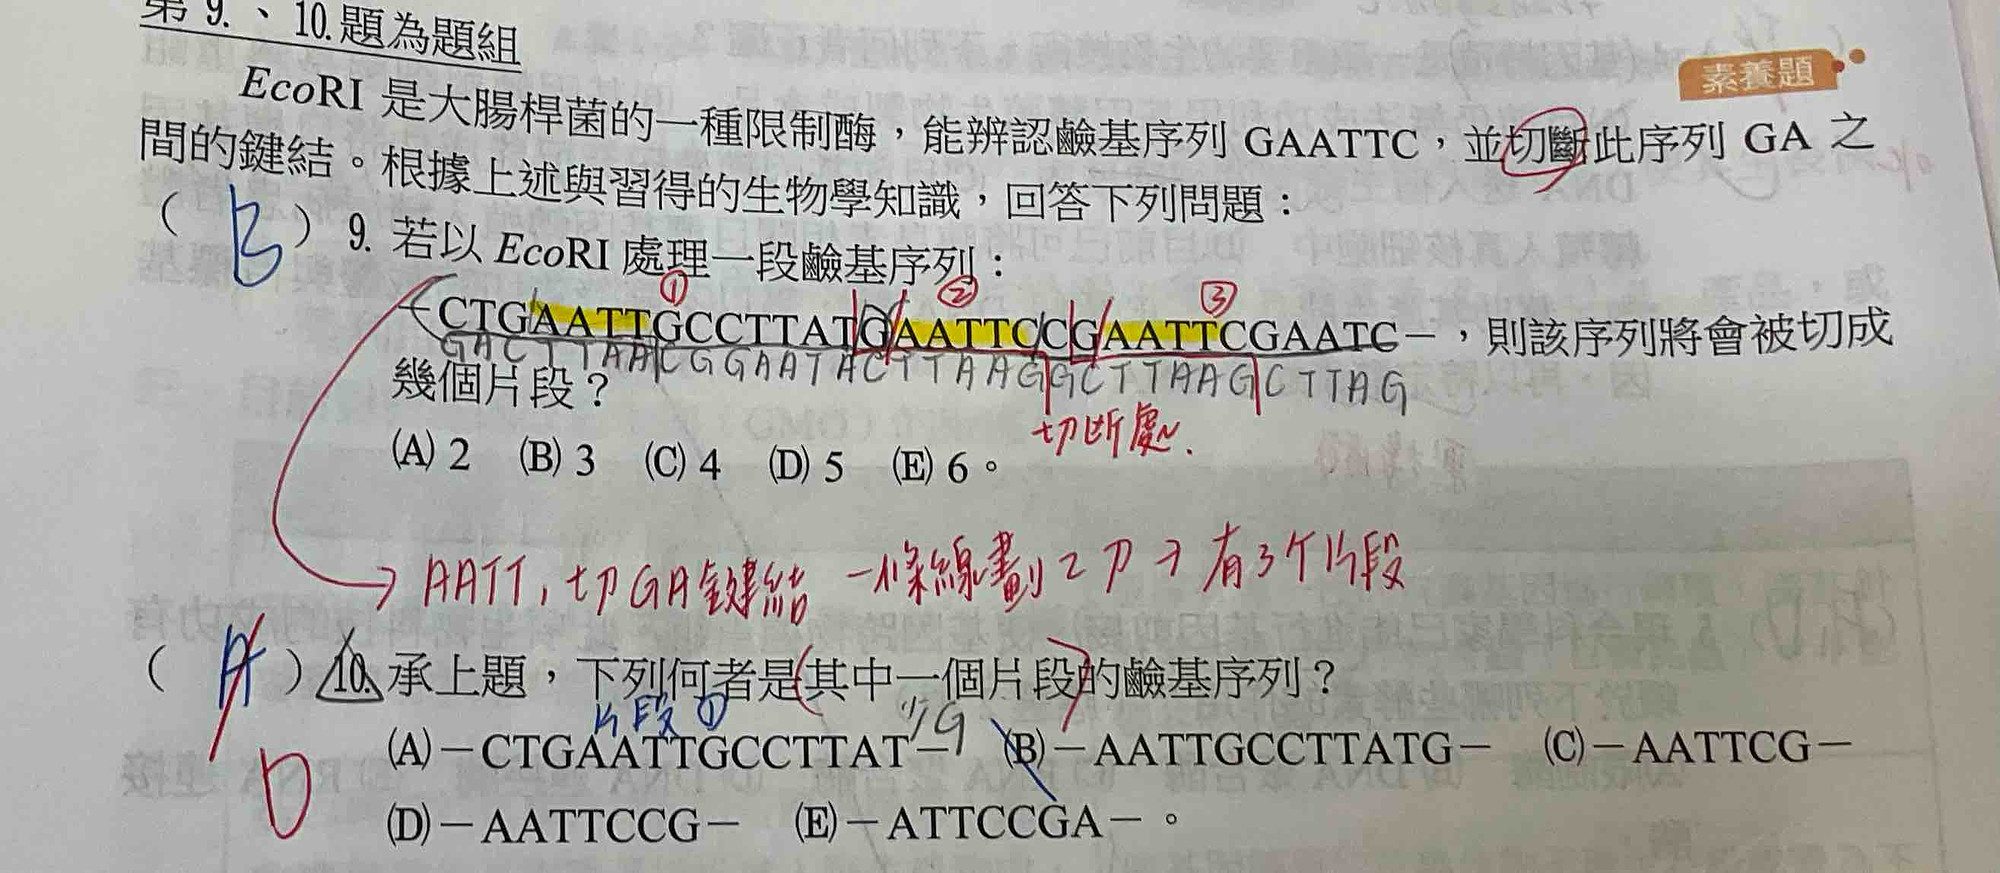 第 9.、10.題為題組
素養題
EcoRI 是大腸桿菌的一種限制酶，能辨認鹼基序列 GAATTC，並切斷此序列 GA 之
間的鍵結。根據上述與習得的生物學知識，回答下列問題：
（ B ）9. 若以 EcoRI 處理一段鹼基序列：
① ② ③
－CTGAATTGCCTTATGAATTCCGAATTCGAATC－，則該序列將會被切成
GACTTAACGGAATACTTAAGGCTTAAGCTTAG
幾個片段？
切断處.
(A) 2 (B) 3 (C) 4 (D) 5 (E) 6。
→ AATT，切GA鍵結 一條線劃2刀→有3个片段
（ A ）10. 承上題，下列何者是(其中一個片段)的鹼基序列？
D
片段① 少G
(A)－CTGAATTGCCTTAT－G (B)－AATTGCCTTATG－ (C)－AATTCG－
(D)－AATTCCG－ (E)－ATTCCGA－。